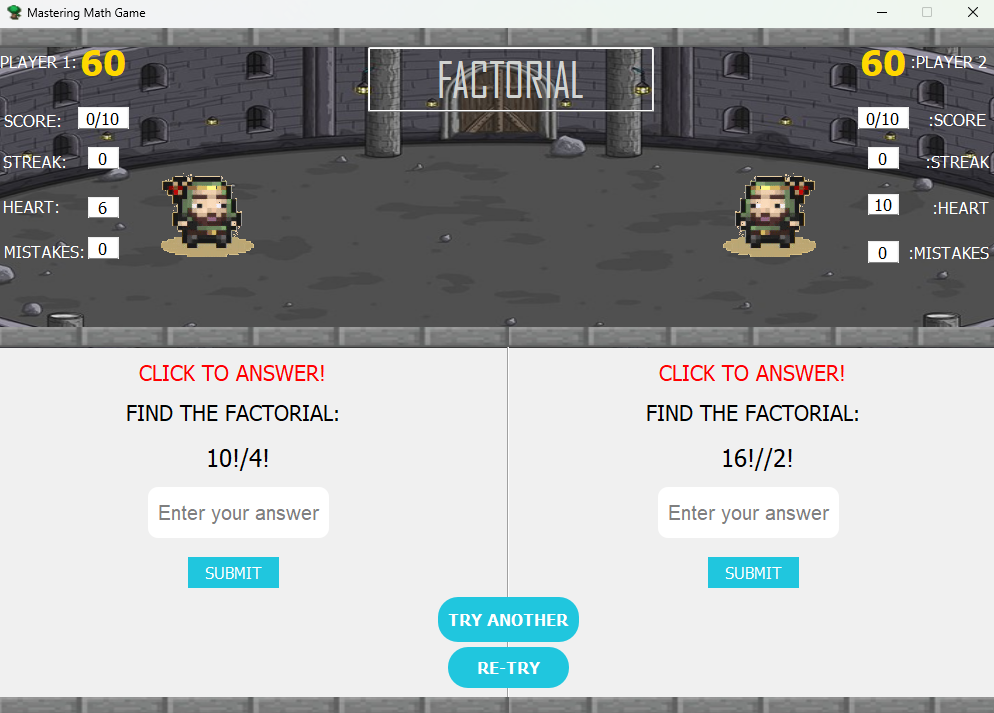 Mastering Math Game
PLAYER 1: 60
FACTORIAL
60 :PLAYER 2
SCORE: 0/10
0/10 :SCORE
STREAK: 0
0 :STREAK
HEART: 6
10 :HEART
MISTAKES: 0
0 :MISTAKES
CLICK TO ANSWER!
FIND THE FACTORIAL:
10!/4!
Enter your answer
SUBMIT
CLICK TO ANSWER!
FIND THE FACTORIAL:
16!//2!
Enter your answer
SUBMIT
TRY ANOTHER
RE-TRY